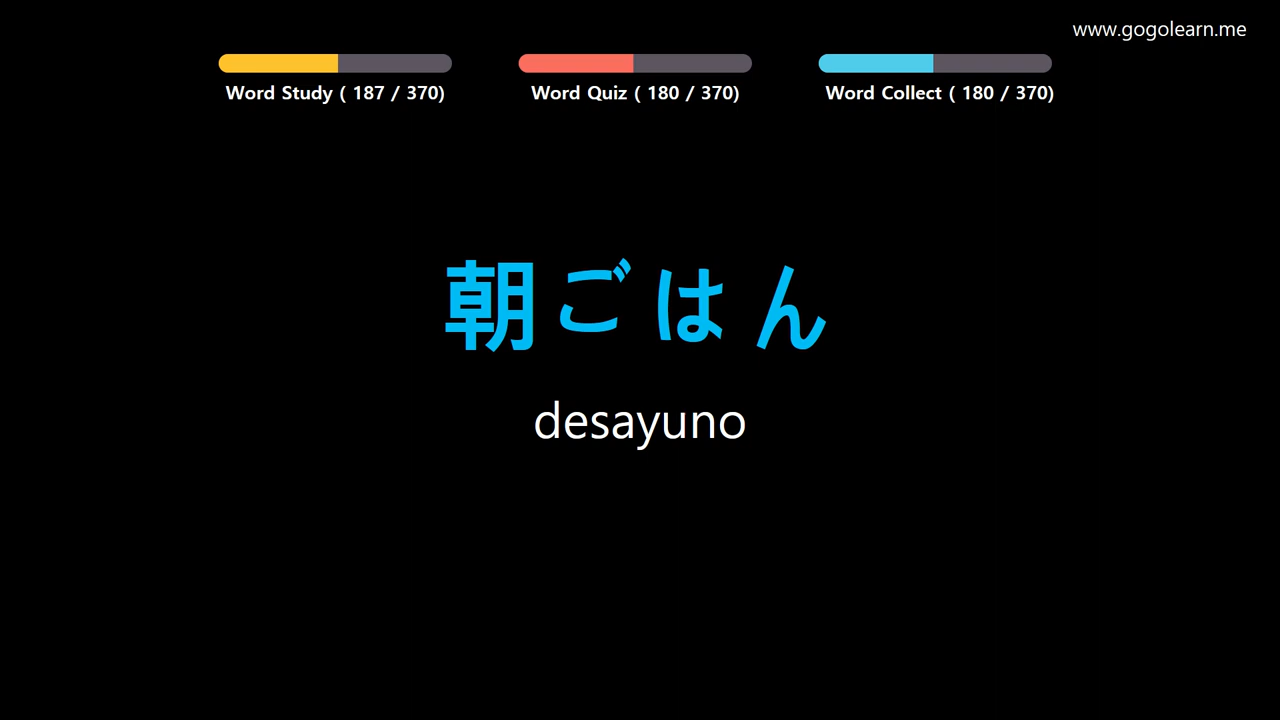 www.gogolearn.me
Word Study ( 187 / 370)
Word Quiz ( 180 / 370)
Word Collect ( 180 / 370)
朝ごはん
desayuno